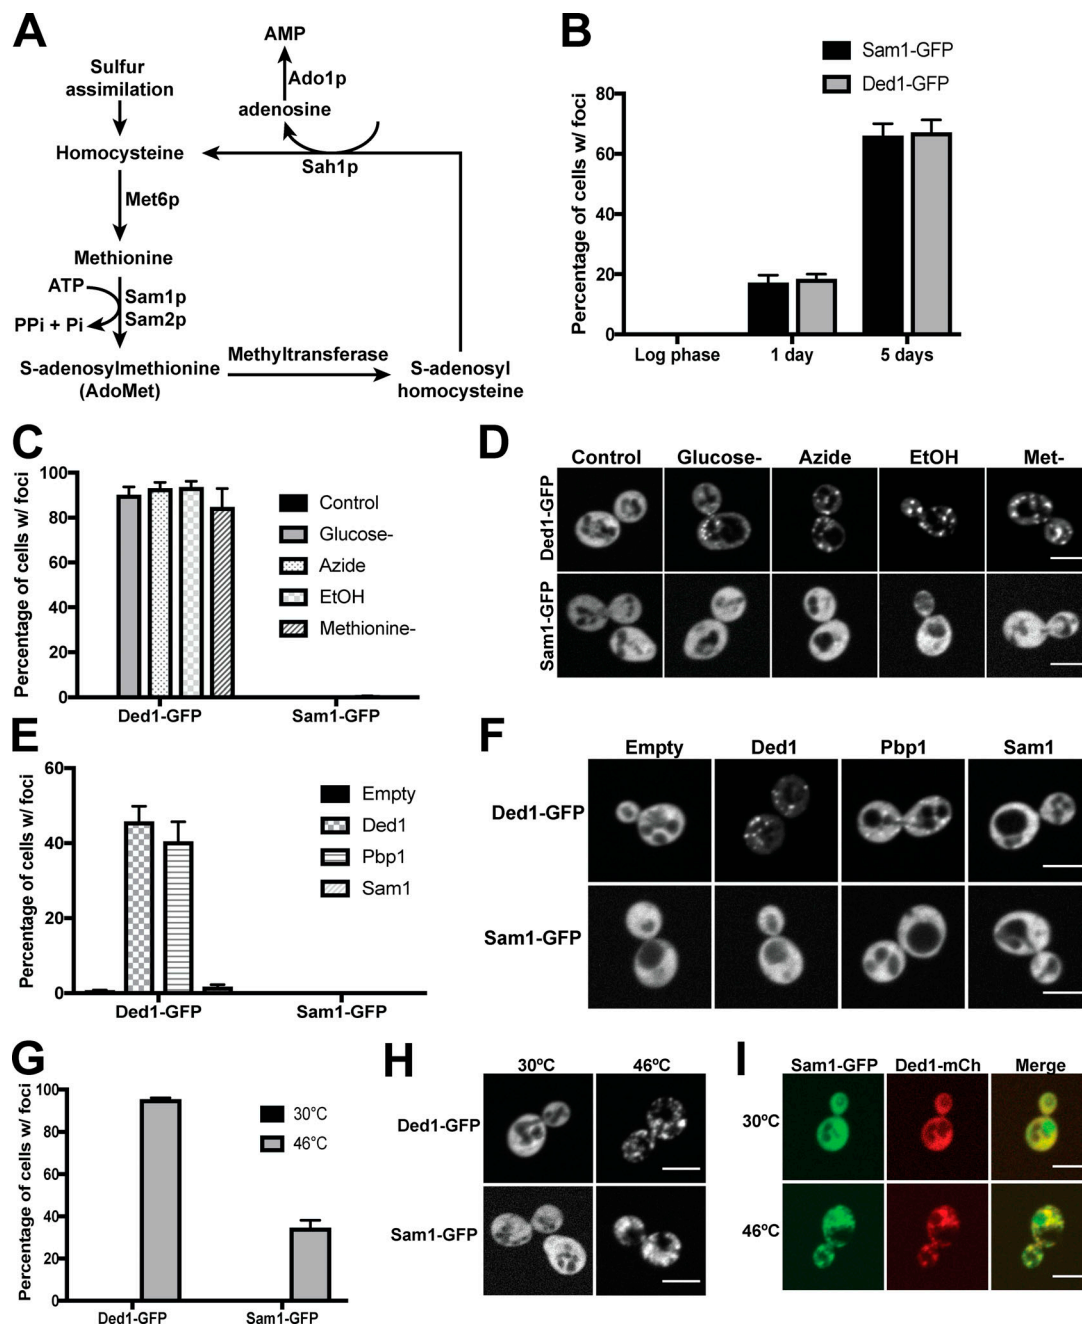 A
AMP
Sulfur
assimilation
Ado1p
adenosine
Homocysteine
Sah1p
Met6p
Methionine
ATP
Sam1p
Sam2p
PPi + Pi
S-adenosylmethionine
(AdoMet)
Methyltransferase
S-adenosyl
homocysteine
B
Sam1-GFP
Ded1-GFP
Percentage of cells w/ foci
80
60
40
20
0
Log phase
1 day
5 days
C
Percentage of cells w/ foci
100
80
60
40
20
0
Control
Glucose-
Azide
EtOH
Methionine-
Ded1-GFP
Sam1-GFP
D
Control
Glucose-
Azide
EtOH
Met-
Ded1-GFP
Sam1-GFP
E
Percentage of cells w/ foci
60
40
20
0
Empty
Ded1
Pbp1
Sam1
Ded1-GFP
Sam1-GFP
F
Empty
Ded1
Pbp1
Sam1
Ded1-GFP
Sam1-GFP
G
Percentage of cells w/ foci
100
80
60
40
20
0
30°C
46°C
Ded1-GFP
Sam1-GFP
H
30ºC
46ºC
Ded1-GFP
Sam1-GFP
I
Sam1-GFP
Ded1-mCh
Merge
30ºC
46ºC